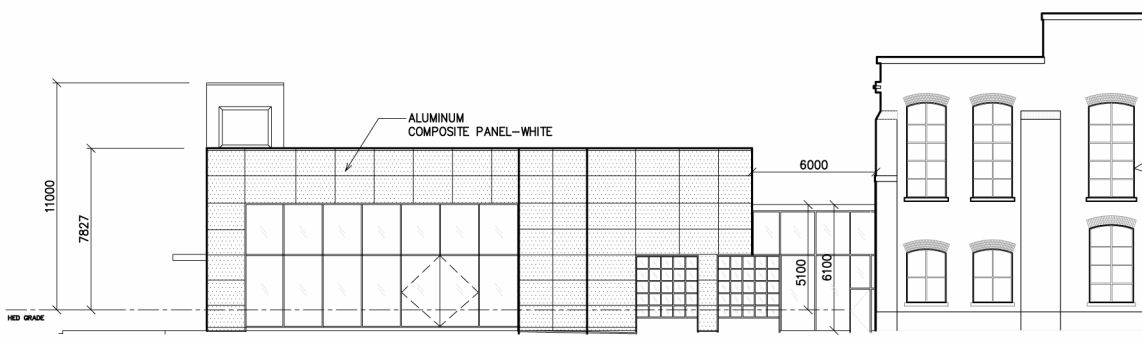 ALUMINUM
COMPOSITE PANEL-WHITE
6000
11000
7827
5100
6100
HED GRADE